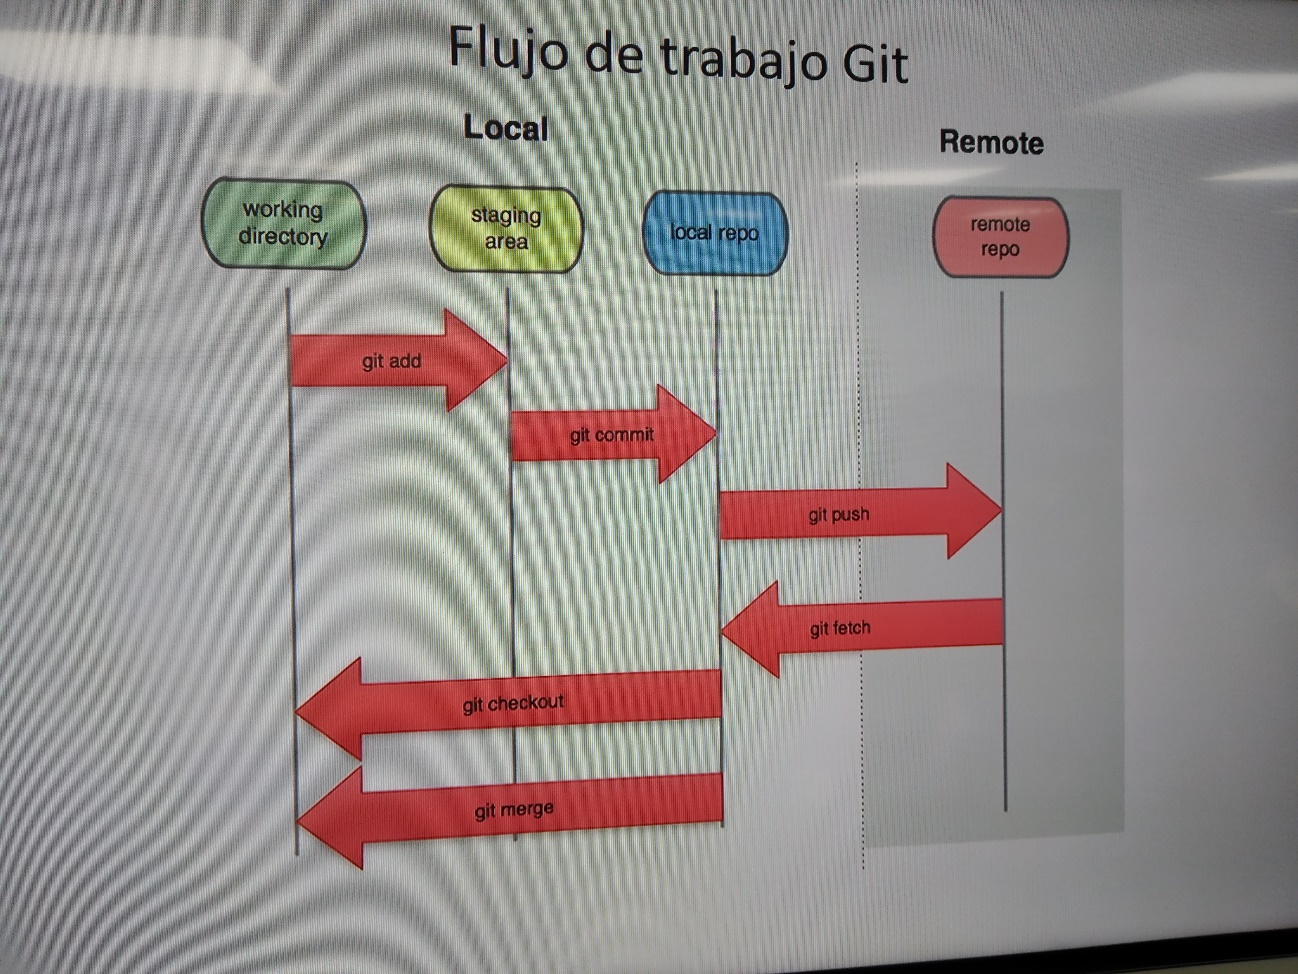 Flujo de trabajo Git
Local
Remote
working
directory
staging
area
local repo
remote
repo
git add
git commit
git push
git fetch
git checkout
git merge